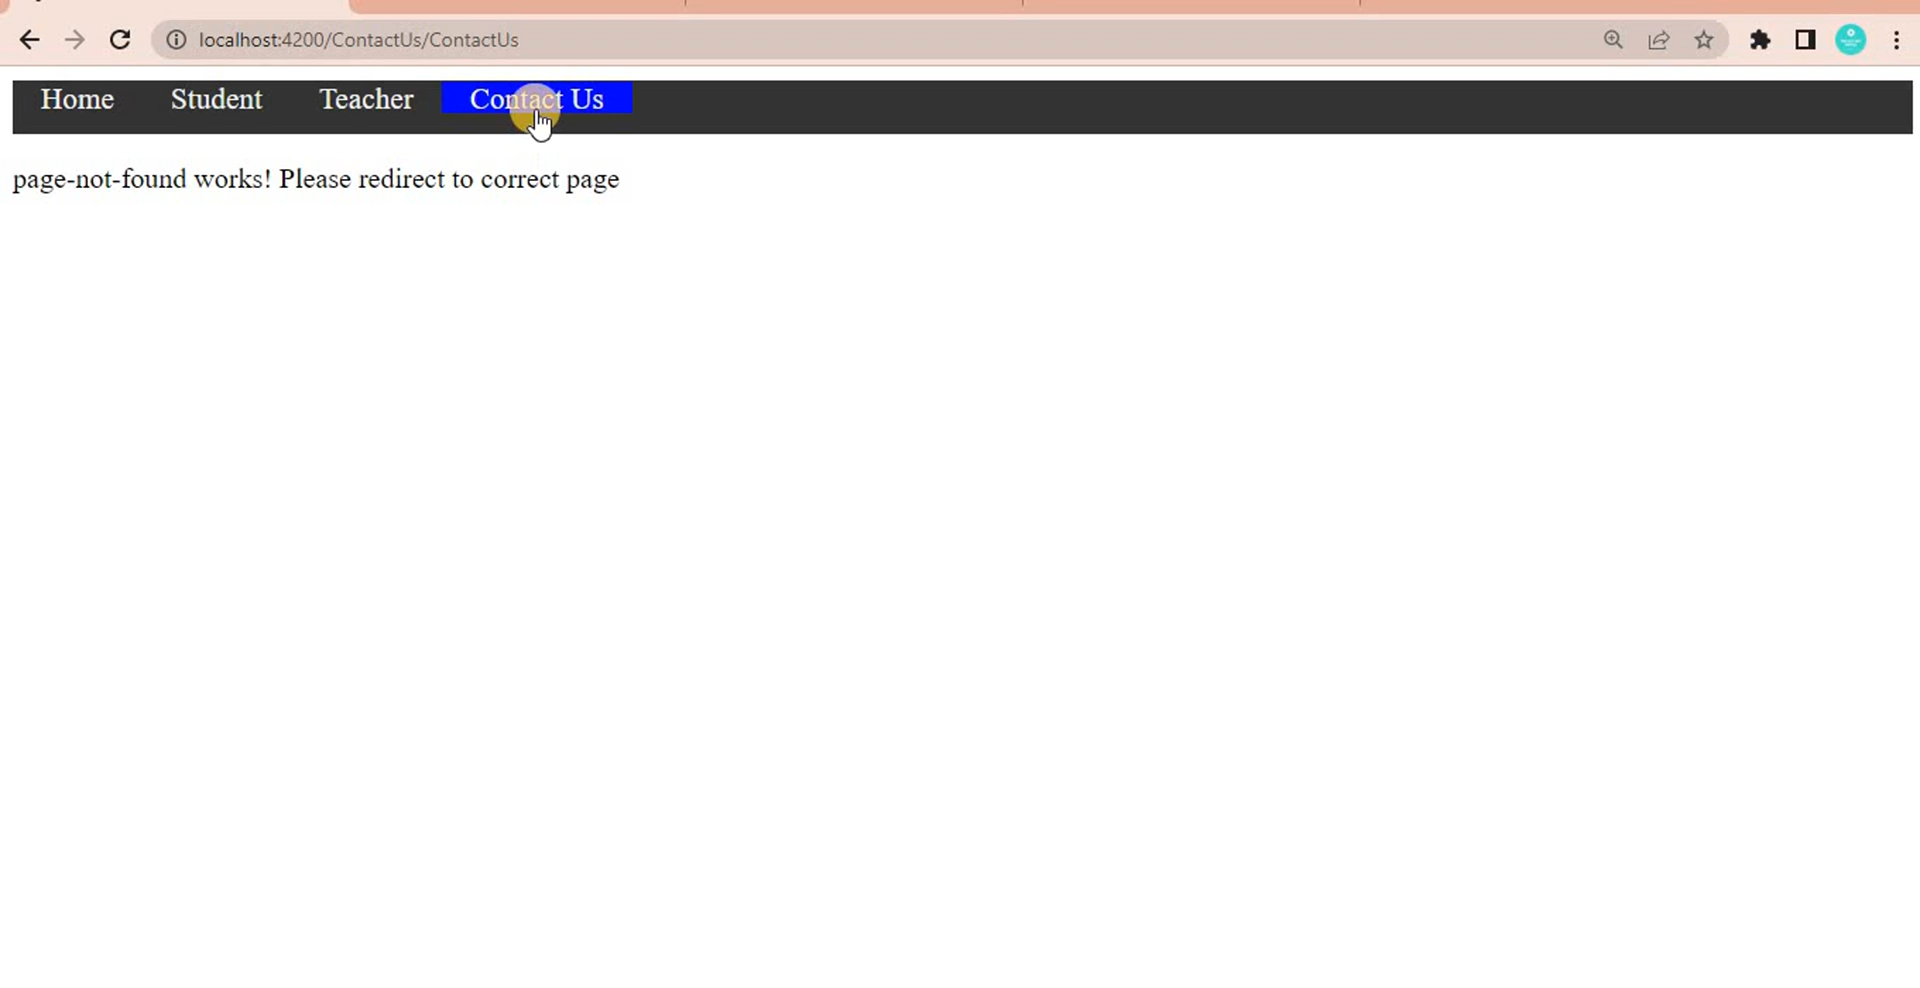 localhost:4200/ContactUs/ContactUs
Home Student Teacher Contact Us
page-not-found works! Please redirect to correct page